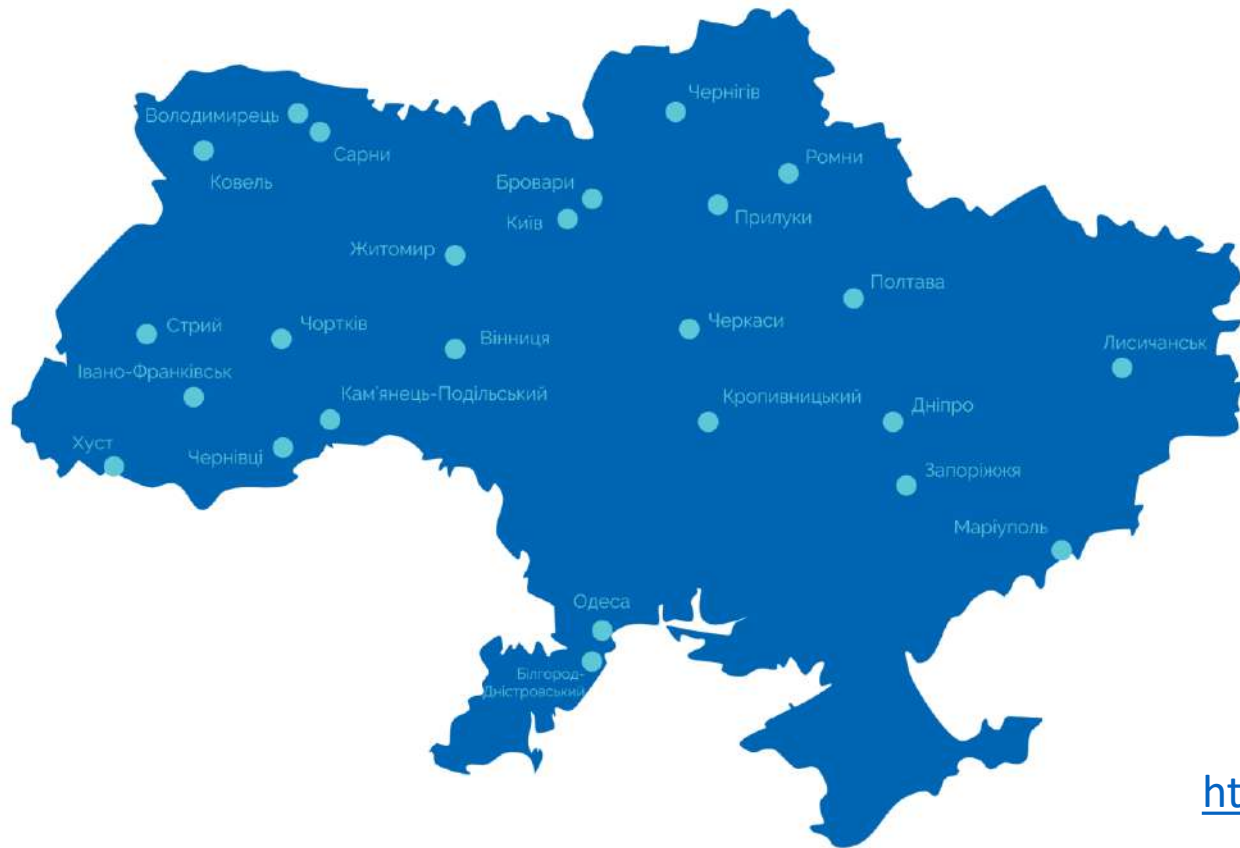 Чернігів
Володимирець
Сарни
Ковель
Ромни
Бровари
Прилуки
Київ
Житомир
Полтава
Стрий
Чортків
Черкаси
Вінниця
Лисичанськ
Івано-Франківськ
Кам'янець-Подільський
Кропивницький
Дніпро
Хуст
Чернівці
Запоріжжя
Маріуполь
Одеса
Білгород-
Дністровський
ht